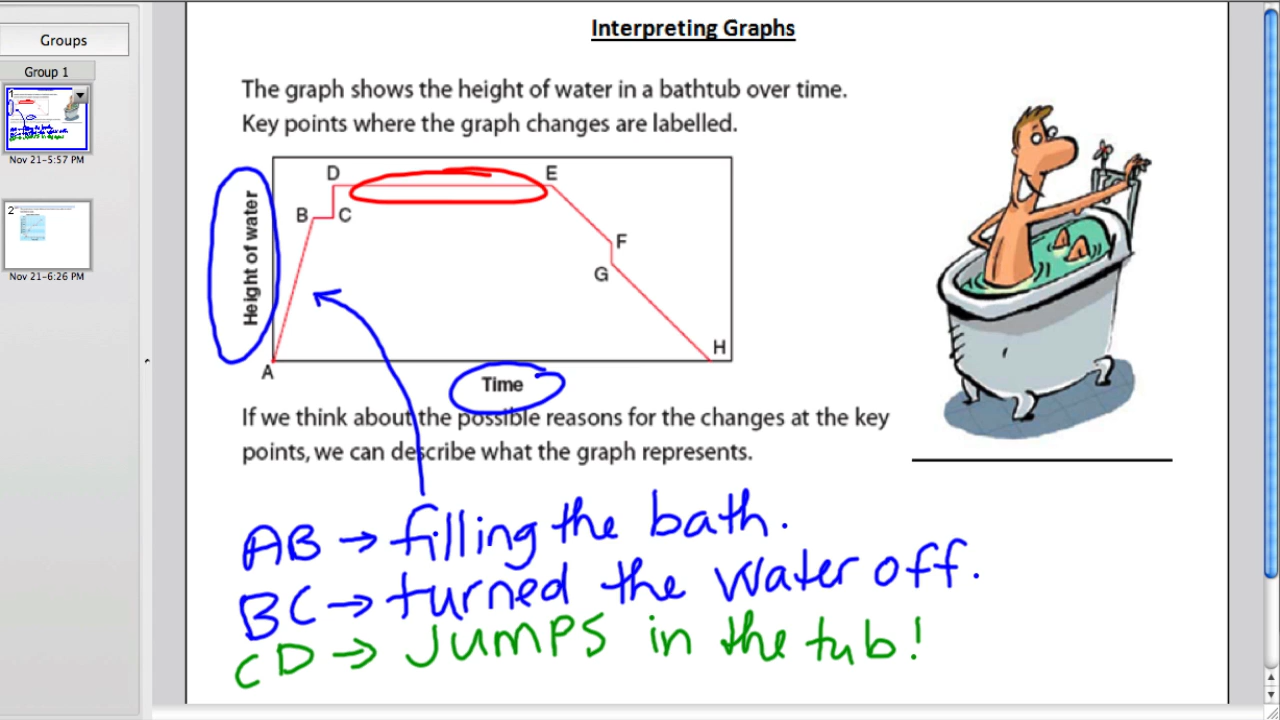 Interpreting Graphs
Groups
Group 1
1
Nov 21-5:57 PM
2
Nov 21-6:26 PM
The graph shows the height of water in a bathtub over time.
Key points where the graph changes are labelled.
Height of water
D
E
B
C
F
G
H
A
Time
If we think about the possible reasons for the changes at the key
points, we can describe what the graph represents.
AB → filling the bath.
BC → turned the water off.
CD → JUMPS in the tub!